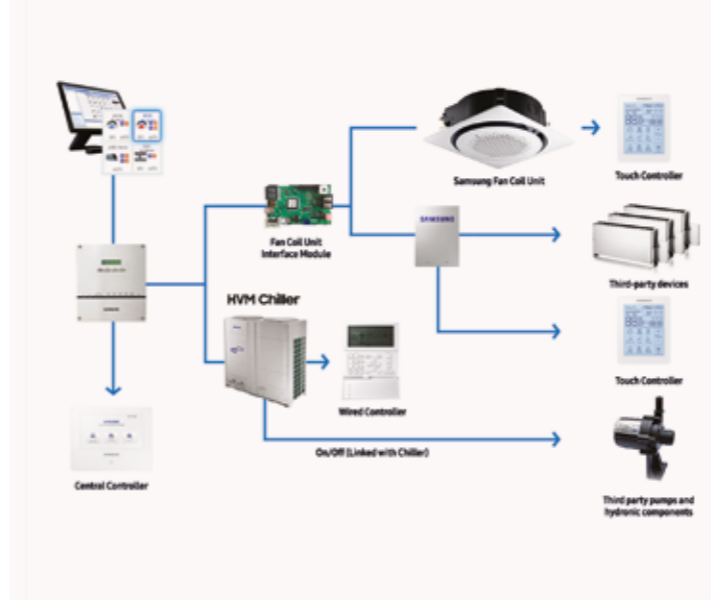 Samsung Fan Coil Unit
Touch Controller
SAMSUNG
Fan Coil Unit
Interface Module
Third-party devices
HVM Chiller
Touch Controller
Wired Controller
On/Off (Linked with Chiller)
Central Controller
Third party pumps and
hydronic components